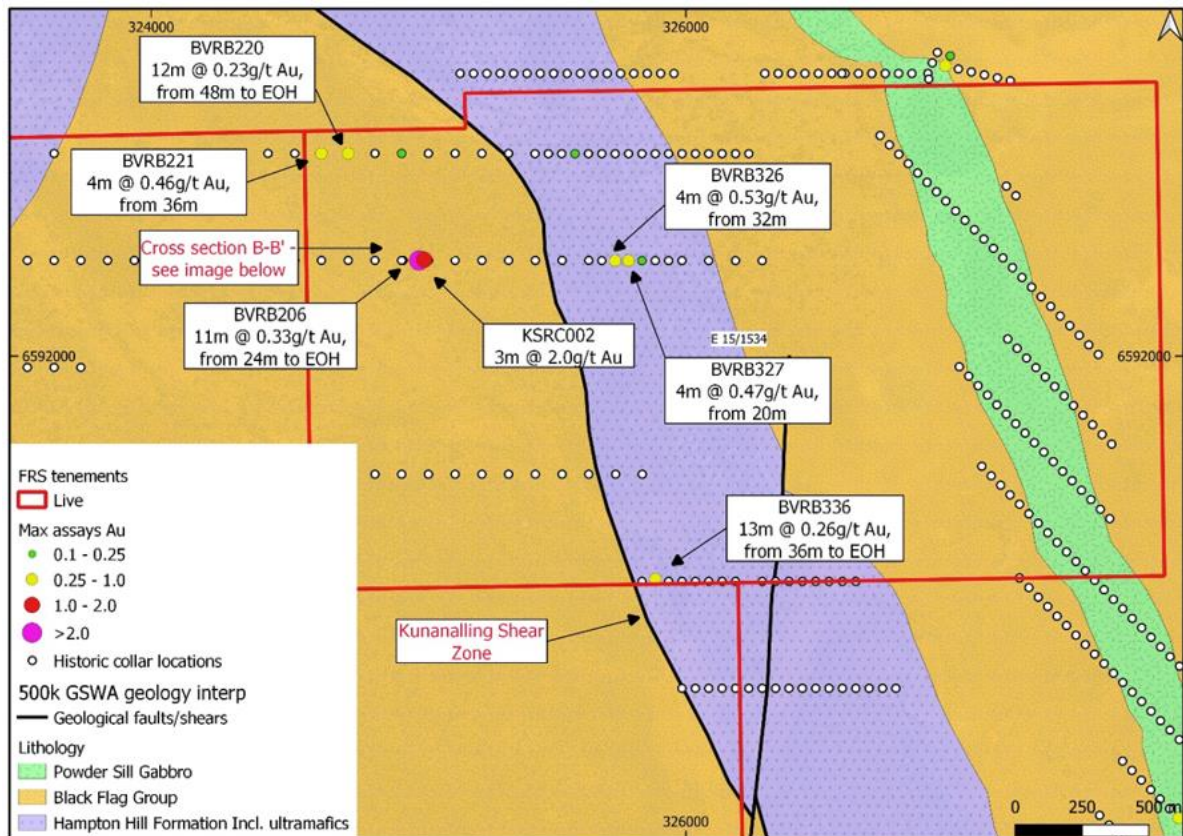 324000
326000
BVRB220
12m @ 0.23g/t Au,
from 48m to EOH
BVRB221
4m @ 0.46g/t Au,
from 36m
BVRB326
4m @ 0.53g/t Au,
from 32m
Cross section B-B'
see image below
BVRB206
11m @ 0.33g/t Au,
from 24m to EOH
KSRC002
3m @ 2.0g/t Au
E 15/1534
BVRB327
4m @ 0.47g/t Au,
from 20m
6592000
6592000
BVRB336
13m @ 0.26g/t Au,
from 36m to EOH
Kunanalling Shear
Zone
FRS tenements
Live
Max assays Au
0.1 - 0.25
0.25 - 1.0
1.0 - 2.0
>2.0
Historic collar locations
500k GSWA geology interp
Geological faults/shears
Lithology
Powder Sill Gabbro
Black Flag Group
Hampton Hill Formation Incl. ultramafics
0 250 500 m
326000